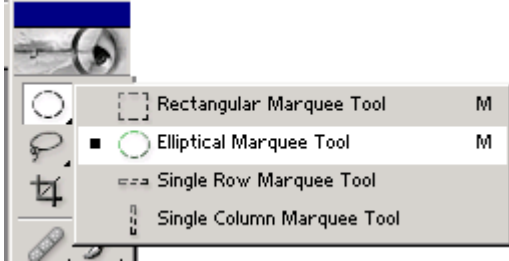 Rectangular Marquee Tool M
Elliptical Marquee Tool M
Single Row Marquee Tool
Single Column Marquee Tool